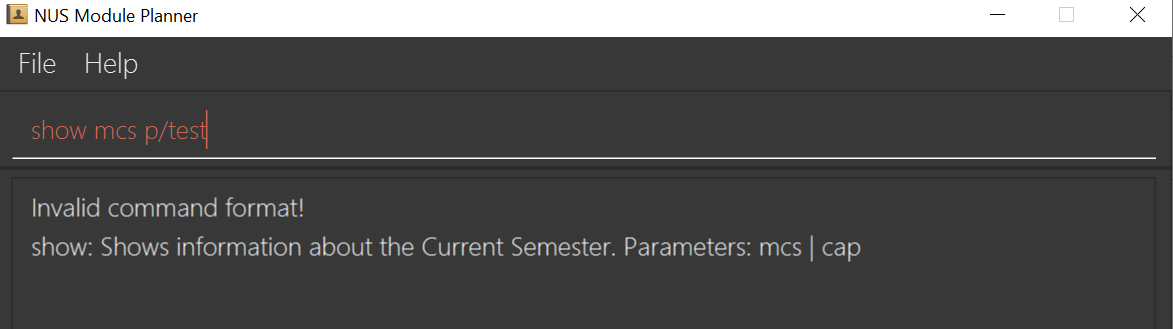 NUS Module Planner
File Help
show mcs p/test
Invalid command format!
show: Shows information about the Current Semester. Parameters: mcs | cap